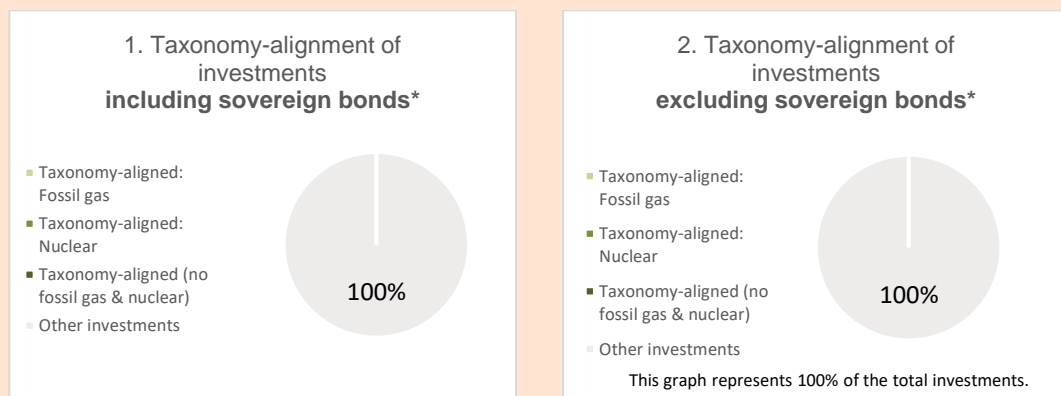 1. Taxonomy-alignment of
investments
including sovereign bonds*
Taxonomy-aligned:
Fossil gas
Taxonomy-aligned:
Nuclear
Taxonomy-aligned (no
fossil gas & nuclear)
Other investments
100%
2. Taxonomy-alignment of
investments
excluding sovereign bonds*
Taxonomy-aligned:
Fossil gas
Taxonomy-aligned:
Nuclear
Taxonomy-aligned (no
fossil gas & nuclear)
Other investments
100%
This graph represents 100% of the total investments.